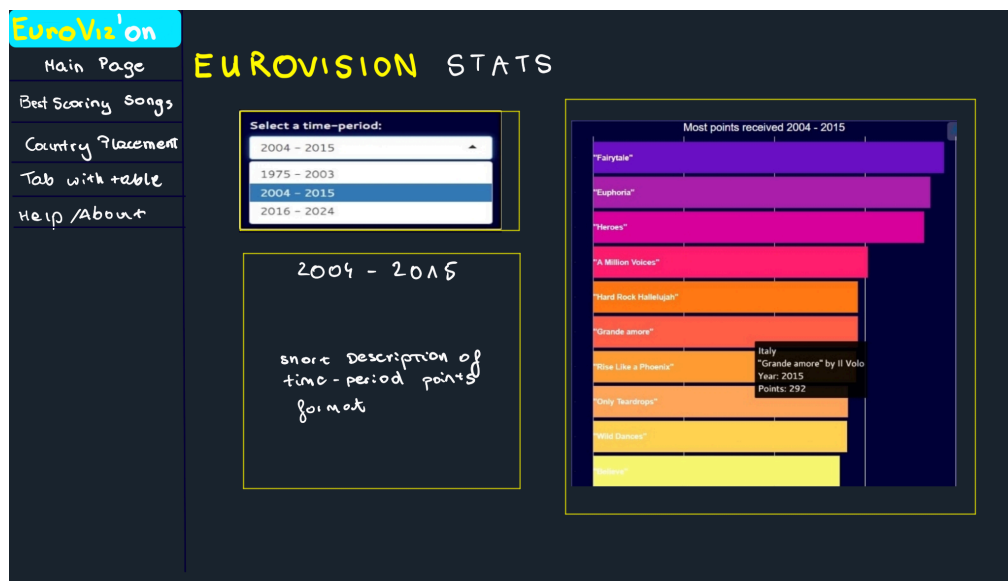 EuroViz'on
Main Page
Best Scoring Songs
Country Placement
Tab with table
Help /About
EUROVISION STATS
Select a time-period:
2004 - 2015
1975 - 2003
2004 - 2015
2016 - 2024
2004 - 2015
short Description of
time-period points
format
Most points received 2004 - 2015
"Fairytale"
"Euphoria"
"Heroes"
"A Million Voices"
"Hard Rock Hallelujah"
"Grande amore"
Italy
"Grande amore" by Il Volo
Year: 2015
Points: 292
"Rise Like a Phoenix"
"Only Teardrops"
"Wild Dances"
"Believe"